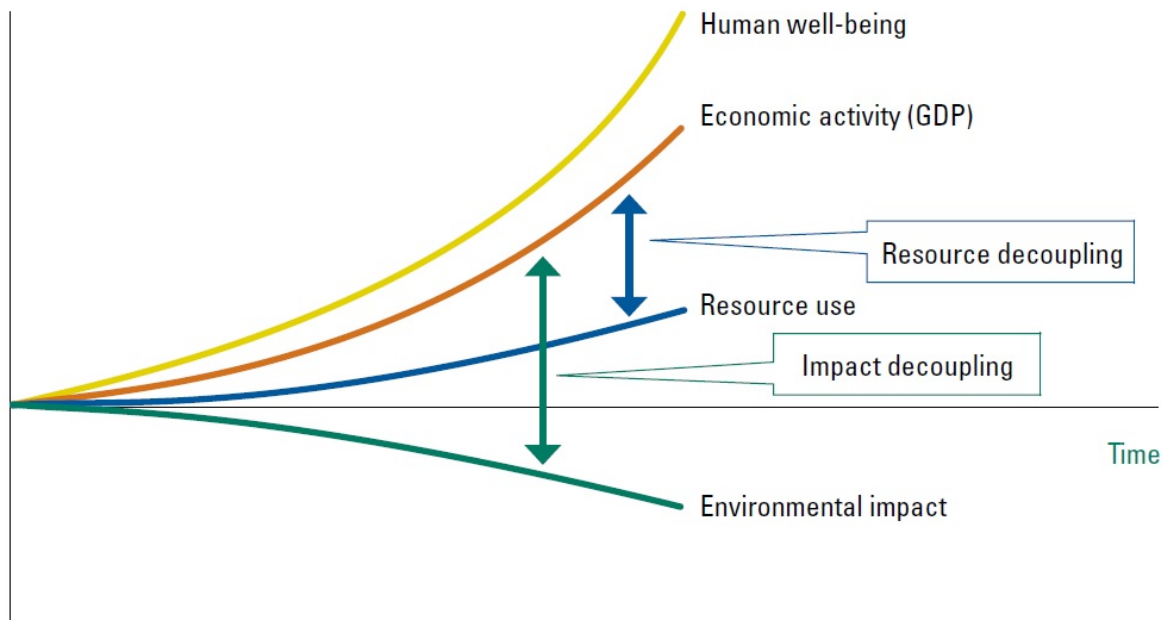 Human well-being
Economic activity (GDP)
Resource decoupling
Resource use
Impact decoupling
Time
Environmental impact